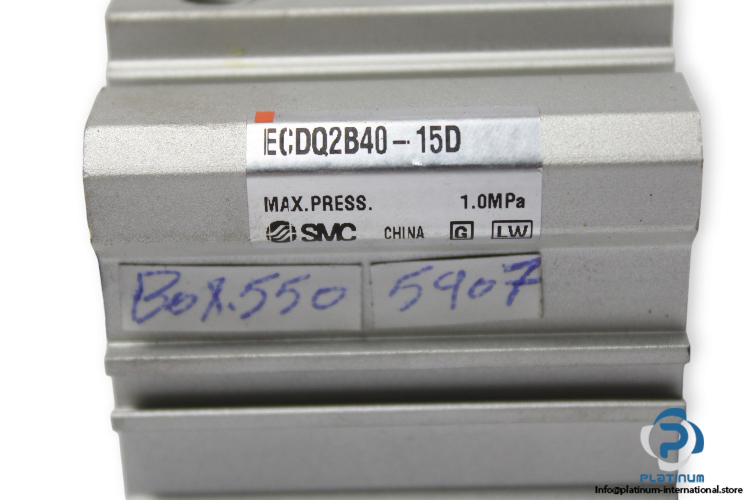 ECDQ2B40-15D
MAX.PRESS. 1.0MPa
SMC CHINA G LW
Box.550 5907
PLATINUM
Info@platinum-international.store